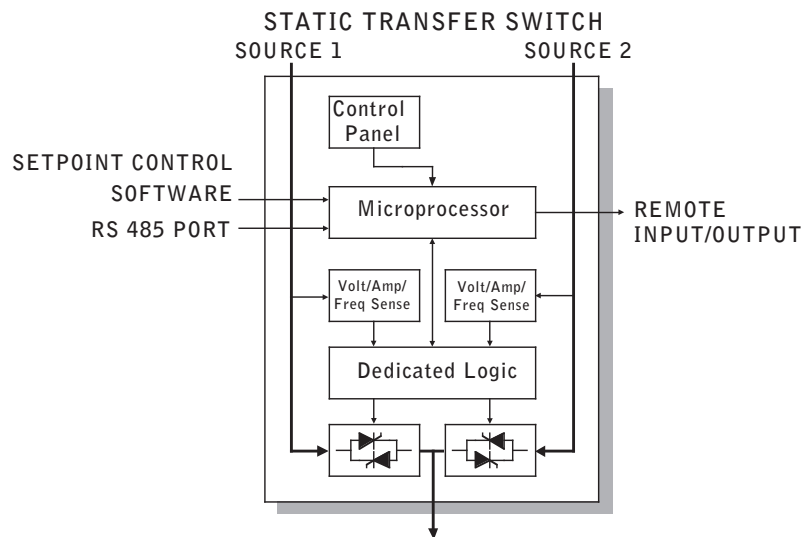 STATIC TRANSFER SWITCH
SOURCE 1
SOURCE 2
Control
Panel
SETPOINT CONTROL
SOFTWARE
RS 485 PORT
Microprocessor
REMOTE
INPUT/OUTPUT
Volt/Amp/
Freq Sense
Volt/Amp/
Freq Sense
Dedicated Logic